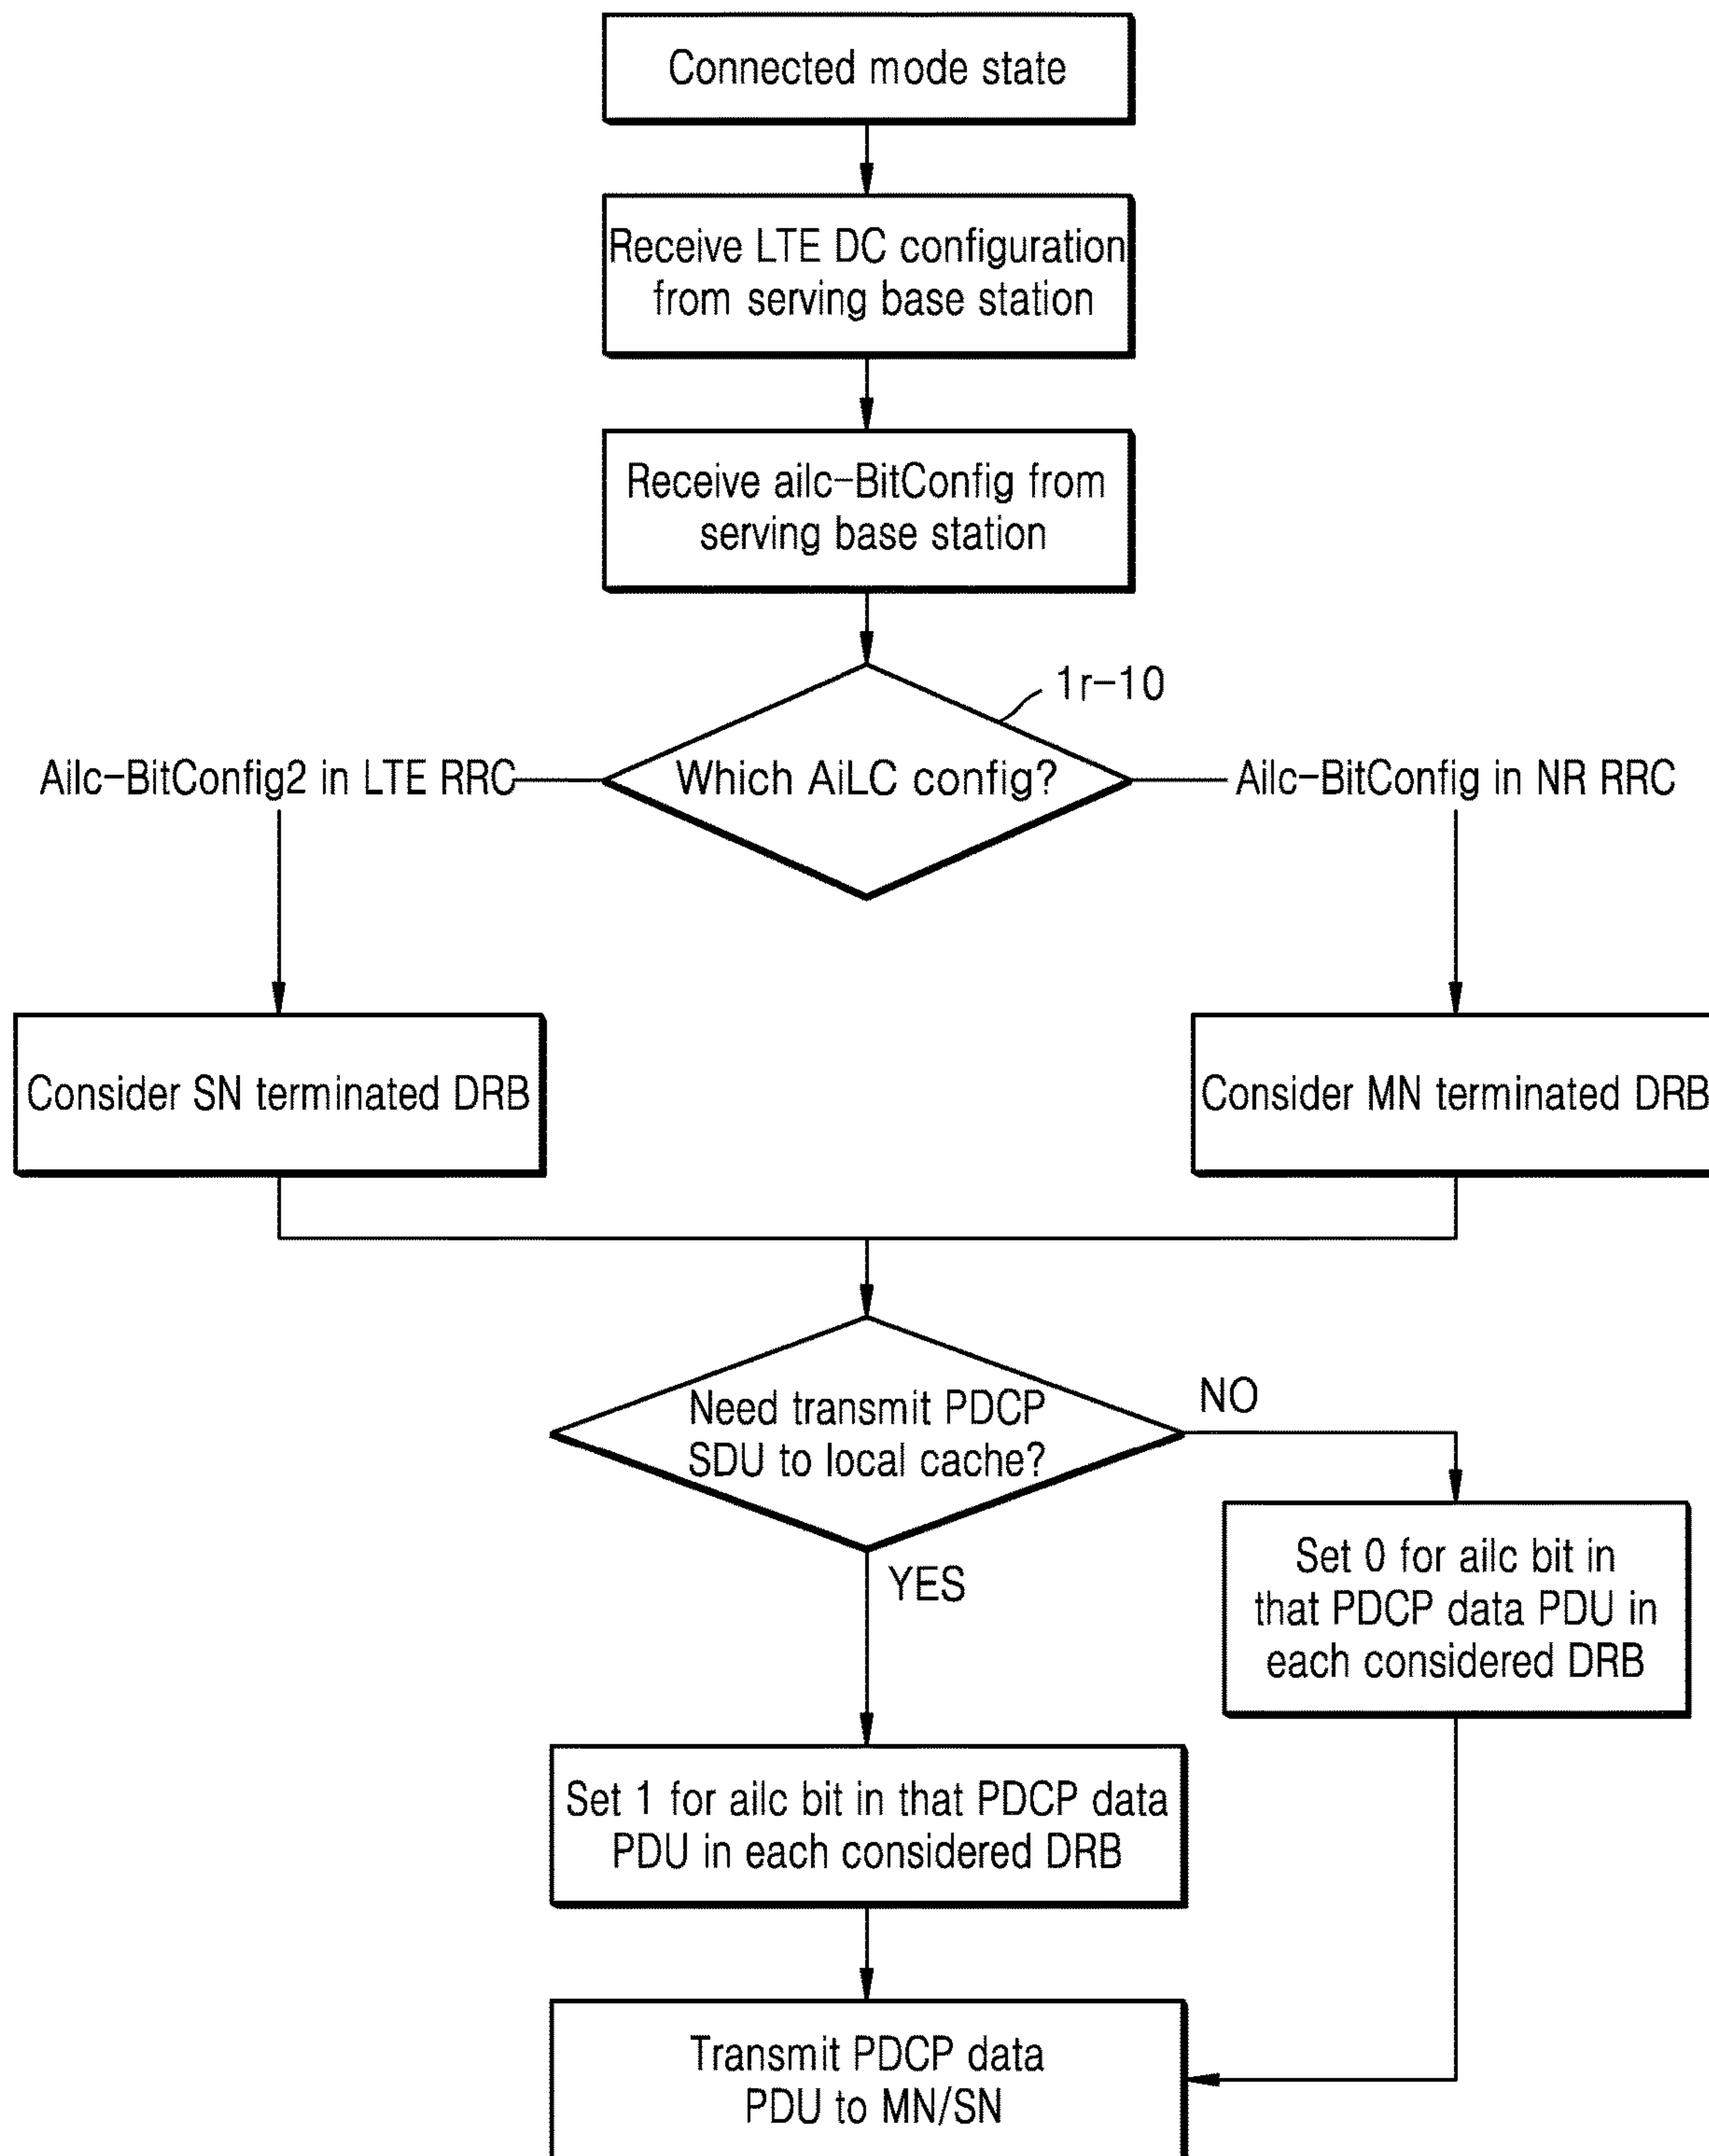 Connected mode state
Receive LTE DC configuration
from serving base station
Receive ailc-BitConfig from
serving base station
1r-10
Ailc-BitConfig2 in LTE RRC
Which AiLC config?
Ailc-BitConfig in NR RRC
Consider SN terminated DRB
Consider MN terminated DRB
Need transmit PDCP
SDU to local cache?
NO
YES
Set 0 for ailc bit in
that PDCP data PDU in
each considered DRB
Set 1 for ailc bit in that PDCP data
PDU in each considered DRB
Transmit PDCP data
PDU to MN/SN